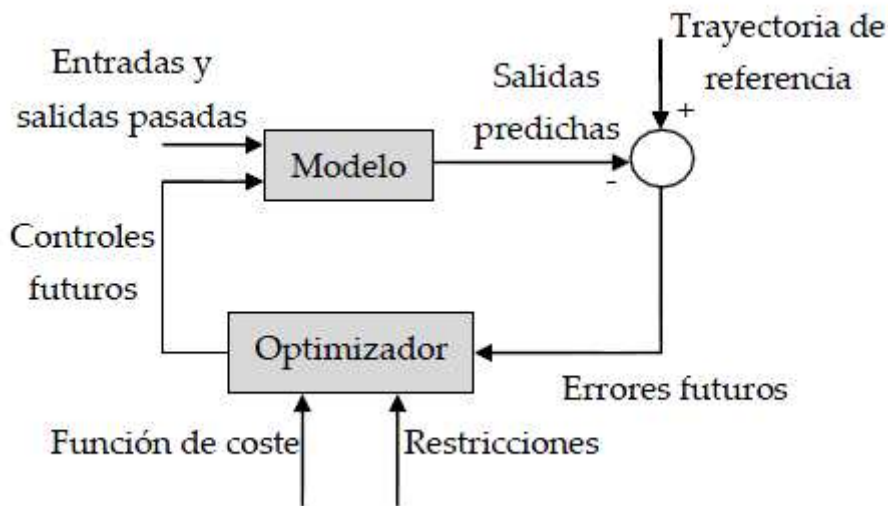 Trayectoria de
referencia
Entradas y
salidas pasadas
Salidas
predichas
+
Modelo
-
Controles
futuros
Optimizador
Errores futuros
Función de coste
Restricciones